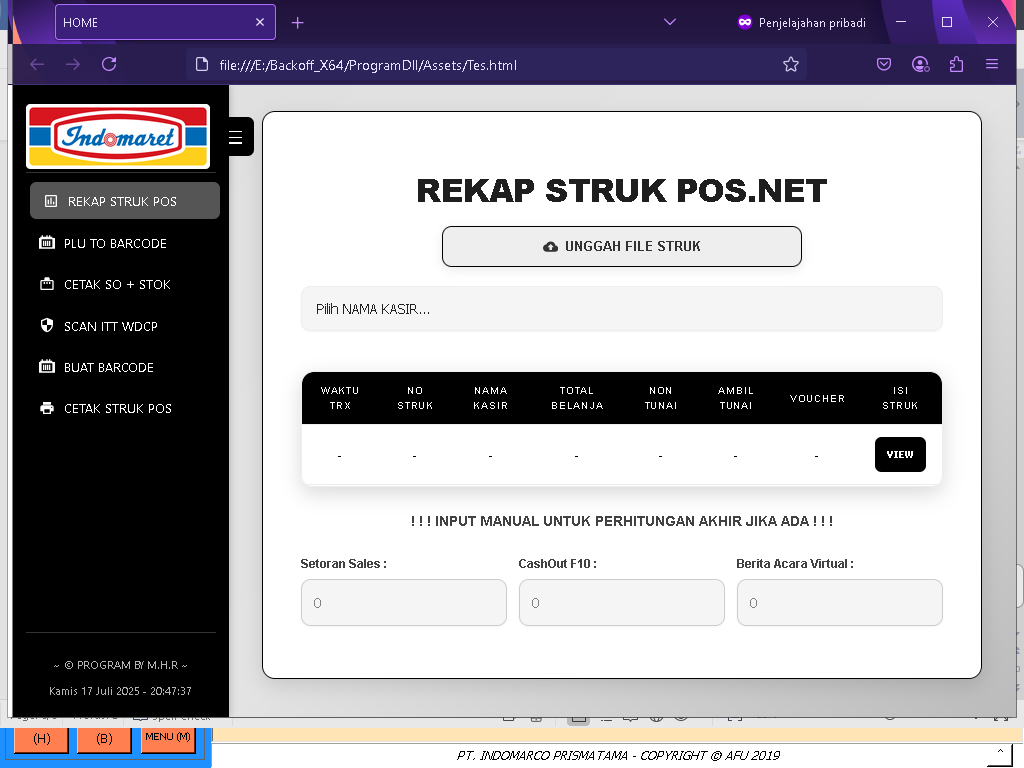 HOME
Penjelajahan pribadi
file:///E:/Backoff_X64/ProgramDll/Assets/Tes.html
Indomaret
REKAP STRUK POS
PLU TO BARCODE
CETAK SO + STOK
SCAN ITT WDCP
BUAT BARCODE
CETAK STRUK POS
~ © PROGRAM BY M.H.R ~
Kamis 17 Juli 2025 - 20:47:37
REKAP STRUK POS.NET
UNGGAH FILE STRUK
Pilih NAMA KASIR...
WAKTU TRX
NO STRUK
NAMA KASIR
TOTAL BELANJA
NON TUNAI
AMBIL TUNAI
VOUCHER
ISI STRUK
- - - - - - - VIEW
! ! ! INPUT MANUAL UNTUK PERHITUNGAN AKHIR JIKA ADA ! ! !
Setoran Sales :
0
CashOut F10 :
0
Berita Acara Virtual :
0
(H)
(B)
MENU (M)
PT. INDOMARCO PRISMATAMA - COPYRIGHT © AFU 2019